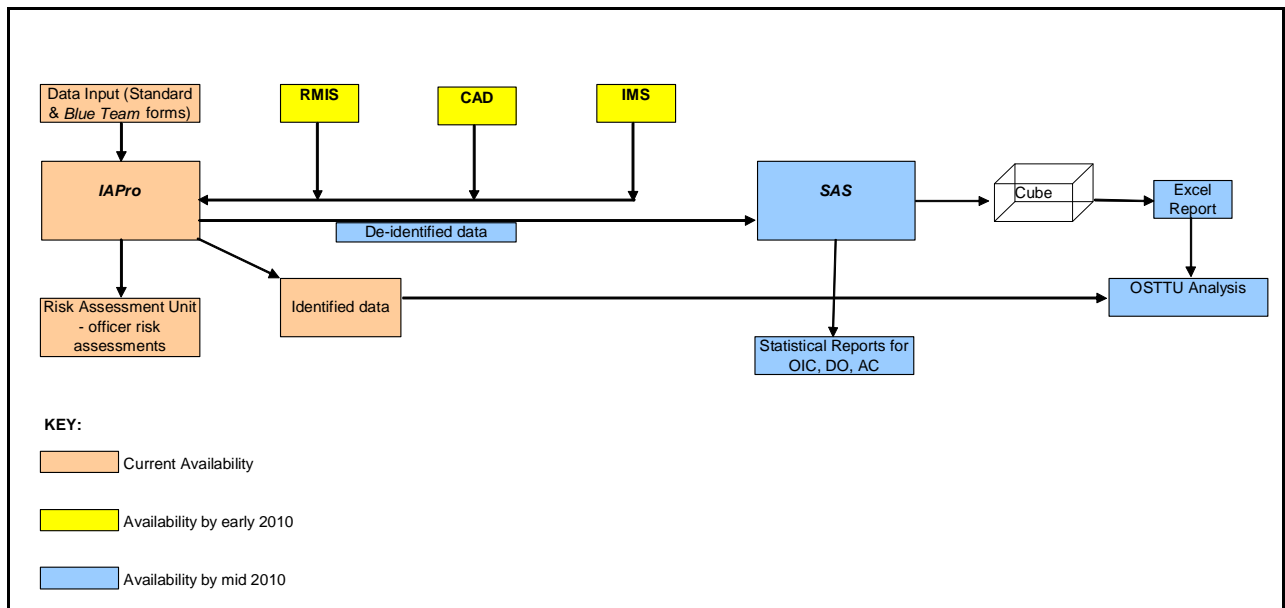 Data Input (Standard
& Blue Team forms)
RMIS
CAD
IMS
IAPro
SAS
Cube
Excel
Report
De-identified data
Risk Assessment Unit
- officer risk
assessments
Identified data
OSTTU Analysis
Statistical Reports for
OIC, DO, AC
KEY:
Current Availability
Availability by early 2010
Availability by mid 2010